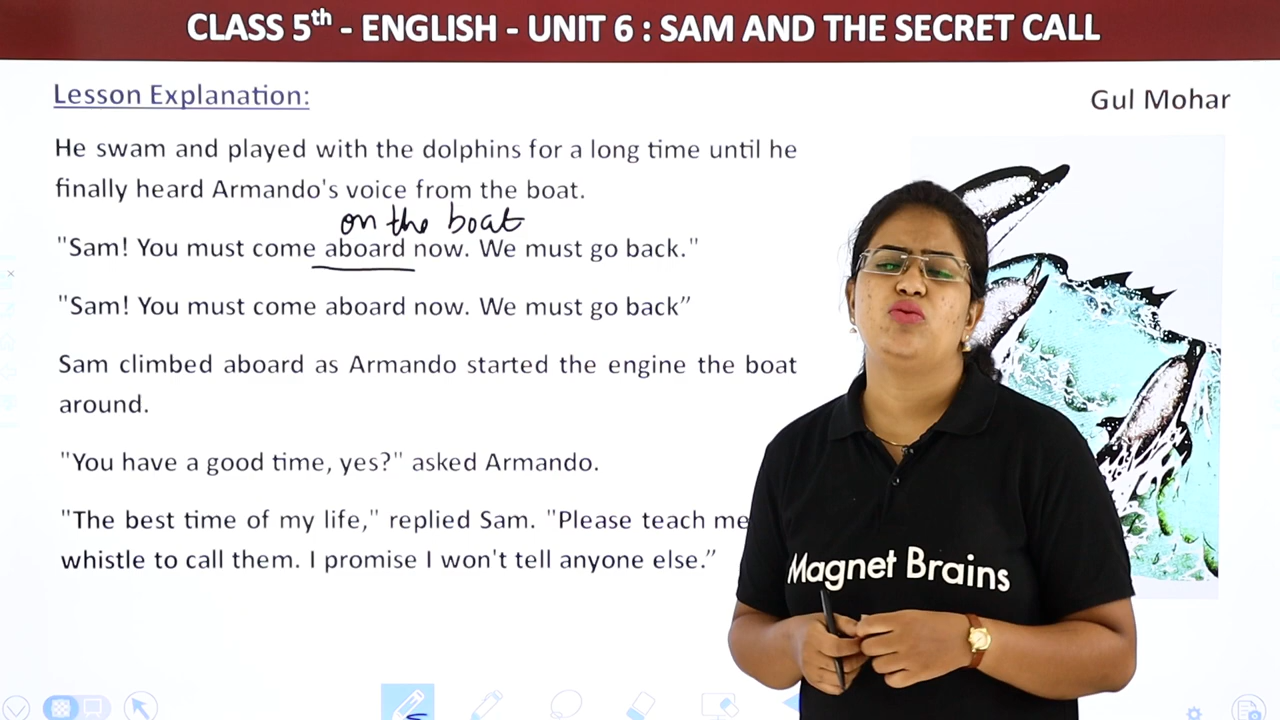 CLASS 5th - ENGLISH - UNIT 6 : SAM AND THE SECRET CALL
Lesson Explanation:
Gul Mohar
He swam and played with the dolphins for a long time until he
finally heard Armando's voice from the boat.
on the boat
"Sam! You must come aboard now. We must go back."
"Sam! You must come aboard now. We must go back”
Sam climbed aboard as Armando started the engine the boat
around.
"You have a good time, yes?" asked Armando.
"The best time of my life," replied Sam. "Please teach me
whistle to call them. I promise I won't tell anyone else.”
Magnet Brains